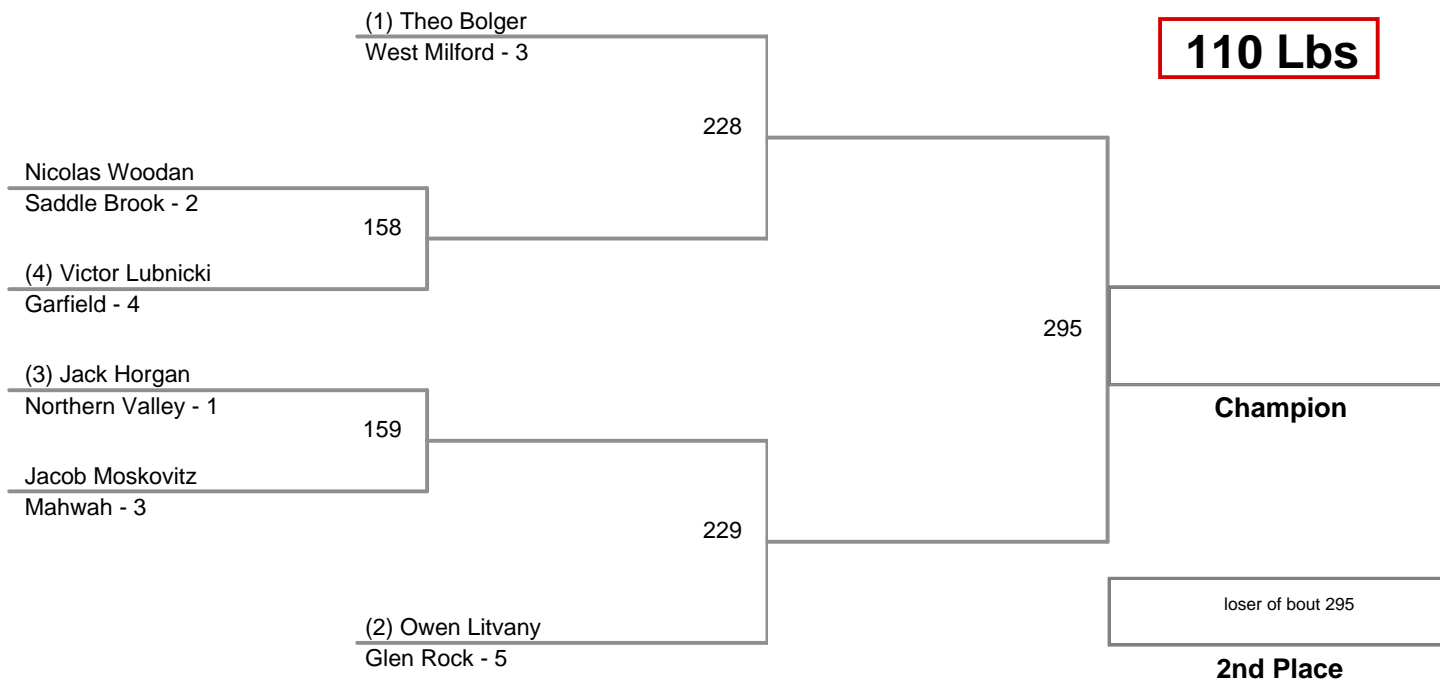 (1) Theo Bolger
West Milford - 3
110 Lbs
228
Nicolas Woodan
Saddle Brook - 2
158
(4) Victor Lubnicki
Garfield - 4
295
(3) Jack Horgan
Northern Valley - 1
159
Champion
Jacob Moskovitz
Mahwah - 3
229
(2) Owen Litvany
Glen Rock - 5
loser of bout 295
2nd Place